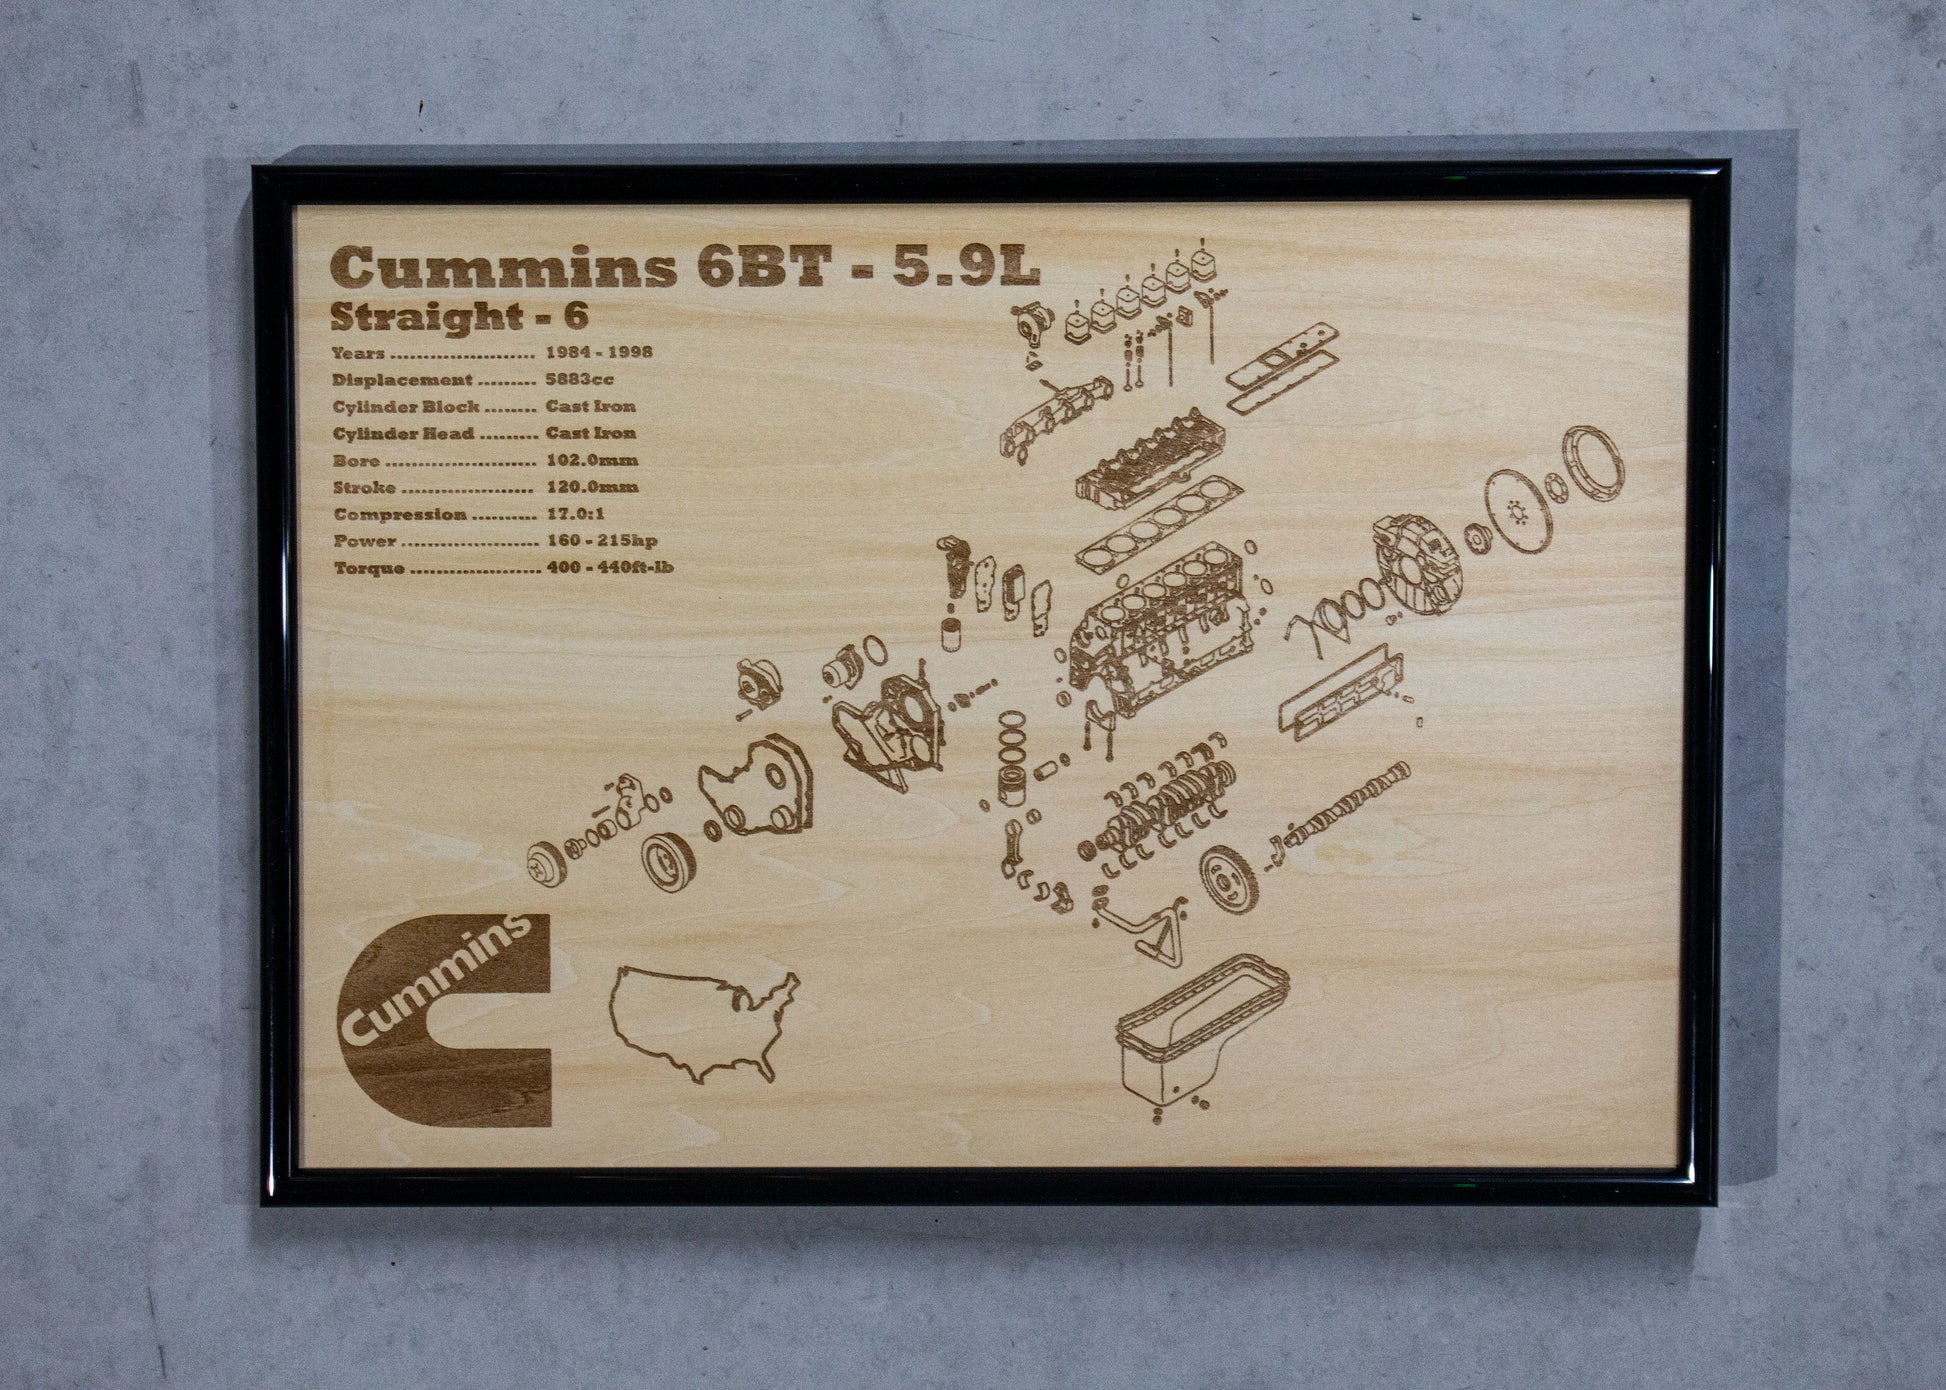 Cummins 6BT - 5.9L
Straight - 6
Years ...................... 1984 - 1998
Displacement ......... 5883cc
Cylinder Block ........ Cast Iron
Cylinder Head ......... Cast Iron
Bore ....................... 102.0mm
Stroke .................... 120.0mm
Compression .......... 17.0:1
Power ..................... 160 - 215hp
Torque .................... 400 - 440ft-lb
Cummins